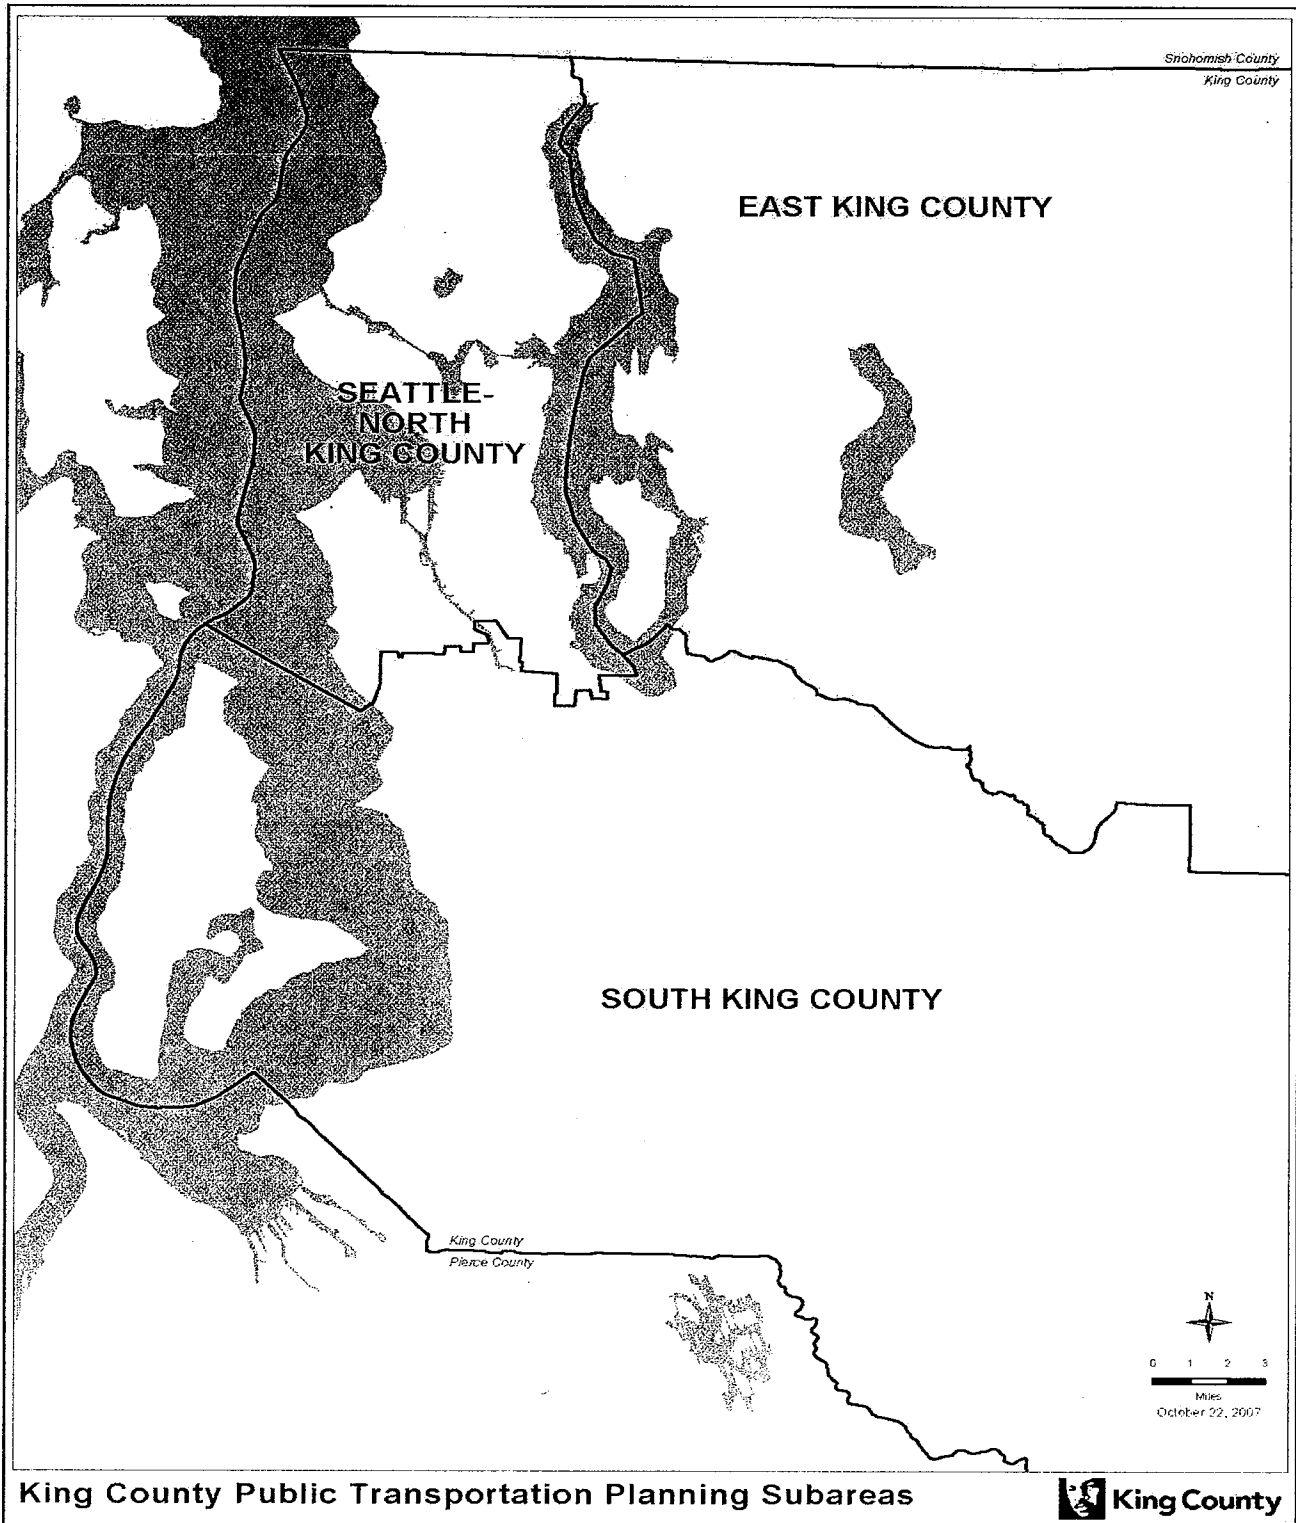 Snohomish County
King County
EAST KING COUNTY
SEATTLE-
NORTH
KING COUNTY
SOUTH KING COUNTY
King County
Pierce County
N
0 1 2 3
Miles
October 22, 2007
King County Public Transportation Planning Subareas
King County